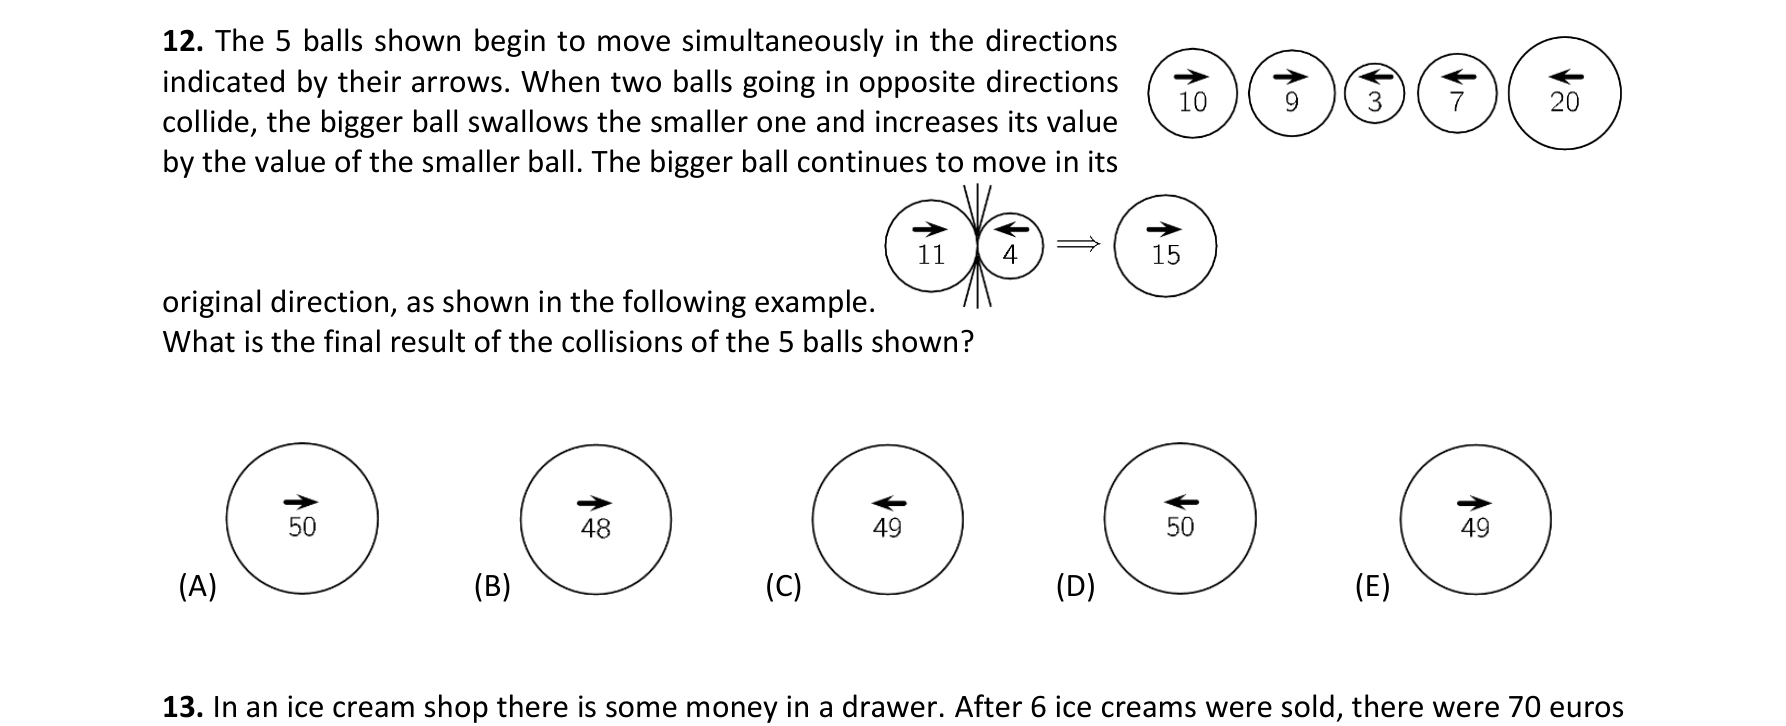 12. The 5 balls shown begin to move simultaneously in the directions
indicated by their arrows. When two balls going in opposite directions
collide, the bigger ball swallows the smaller one and increases its value
by the value of the smaller ball. The bigger ball continues to move in its
10 9 3 7 20
11 4 15
original direction, as shown in the following example.
What is the final result of the collisions of the 5 balls shown?
(A) 50 (B) 48 (C) 49 (D) 50 (E) 49
13. In an ice cream shop there is some money in a drawer. After 6 ice creams were sold, there were 70 euros